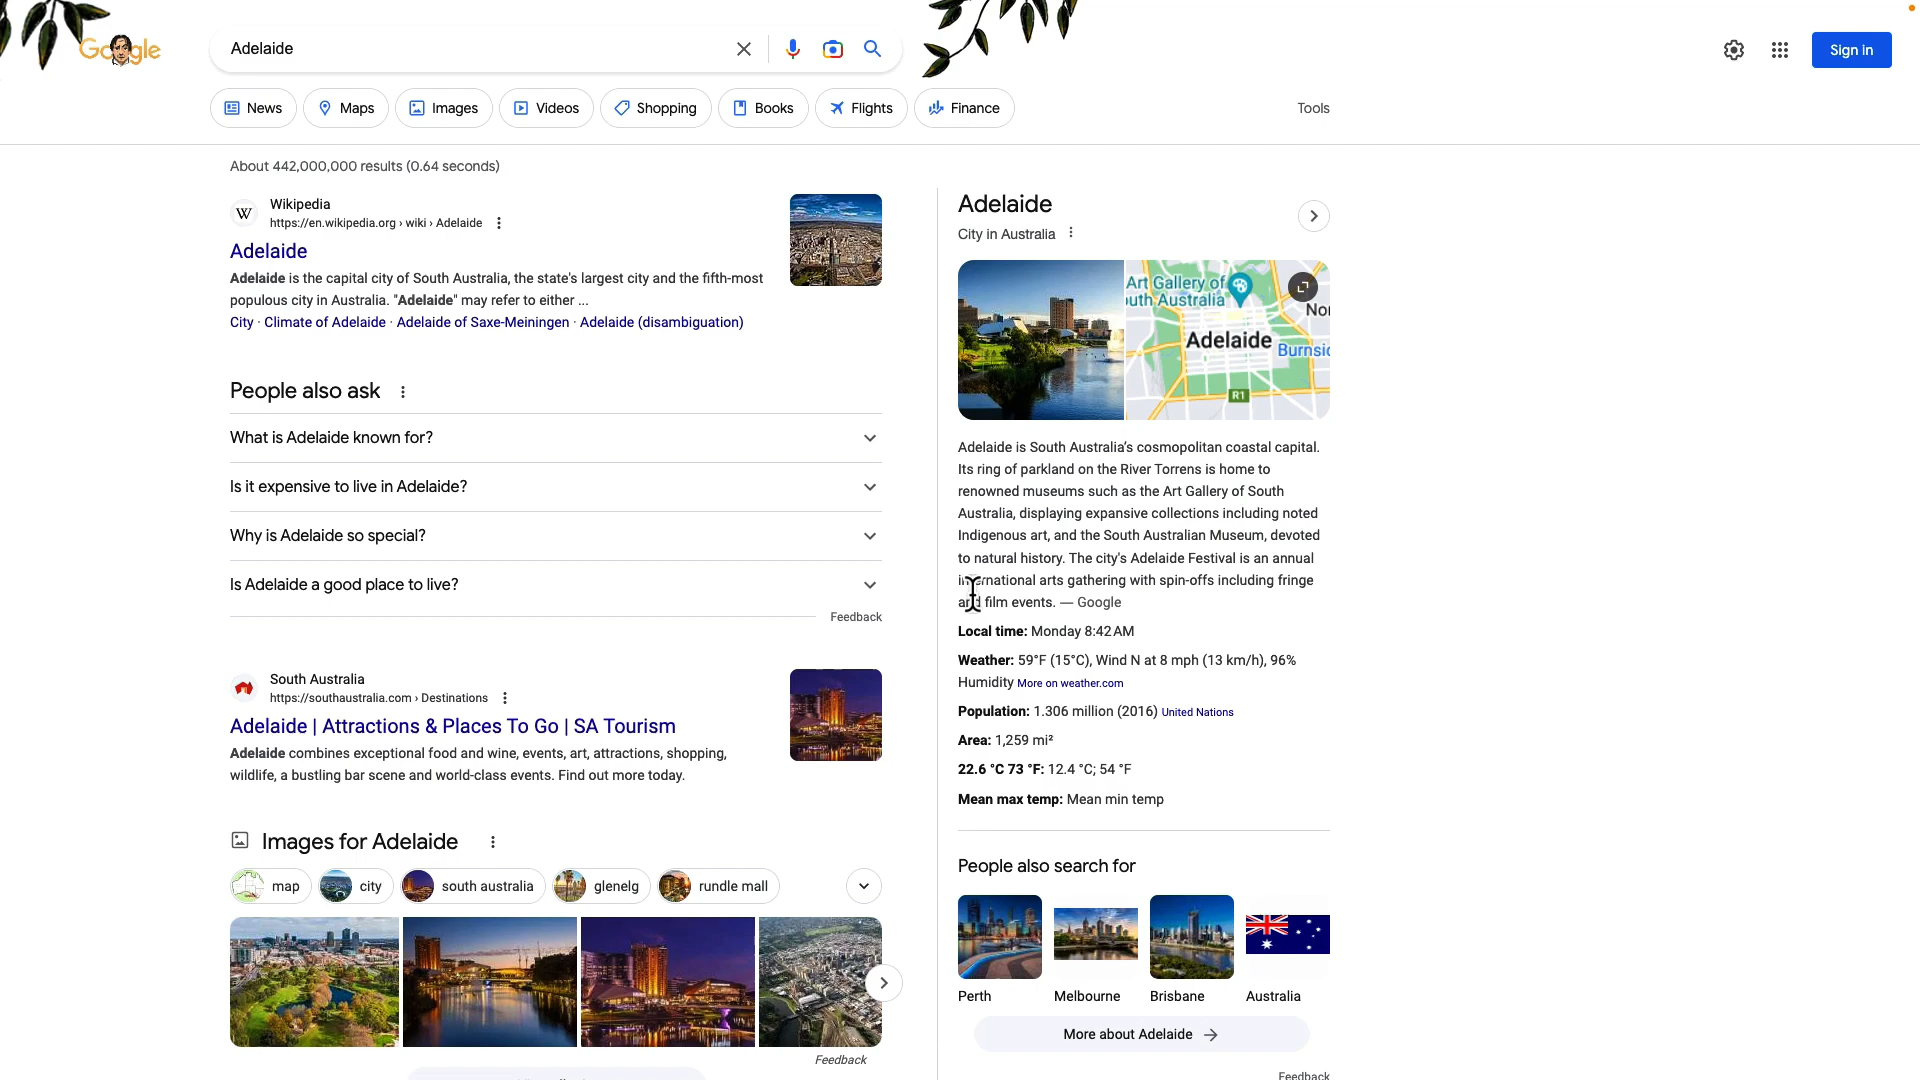 Google
Adelaide
Sign in
News
Maps
Images
Videos
Shopping
Books
Flights
Finance
Tools
About 442,000,000 results (0.64 seconds)
W
Wikipedia
https://en.wikipedia.org › wiki › Adelaide
Adelaide
Adelaide is the capital city of South Australia, the state's largest city and the fifth-most
populous city in Australia. "Adelaide" may refer to either ...
City · Climate of Adelaide · Adelaide of Saxe-Meiningen · Adelaide (disambiguation)
People also ask
What is Adelaide known for?
Is it expensive to live in Adelaide?
Why is Adelaide so special?
Is Adelaide a good place to live?
Feedback
South Australia
https://southaustralia.com › Destinations
Adelaide | Attractions & Places To Go | SA Tourism
Adelaide combines exceptional food and wine, events, art, attractions, shopping,
wildlife, a bustling bar scene and world-class events. Find out more today.
Images for Adelaide
map
city
south australia
glenelg
rundle mall
Feedback
Adelaide
City in Australia
Art Gallery of
outh Australia
Nor
Adelaide
Burnsid
R1
Adelaide is South Australia's cosmopolitan coastal capital.
Its ring of parkland on the River Torrens is home to
renowned museums such as the Art Gallery of South
Australia, displaying expansive collections including noted
Indigenous art, and the South Australian Museum, devoted
to natural history. The city's Adelaide Festival is an annual
international arts gathering with spin-offs including fringe
and film events. — Google
Local time: Monday 8:42 AM
Weather: 59°F (15°C), Wind N at 8 mph (13 km/h), 96%
Humidity More on weather.com
Population: 1.306 million (2016) United Nations
Area: 1,259 mi²
22.6 °C 73 °F: 12.4 °C; 54 °F
Mean max temp: Mean min temp
People also search for
Perth
Melbourne
Brisbane
Australia
More about Adelaide
Feedback